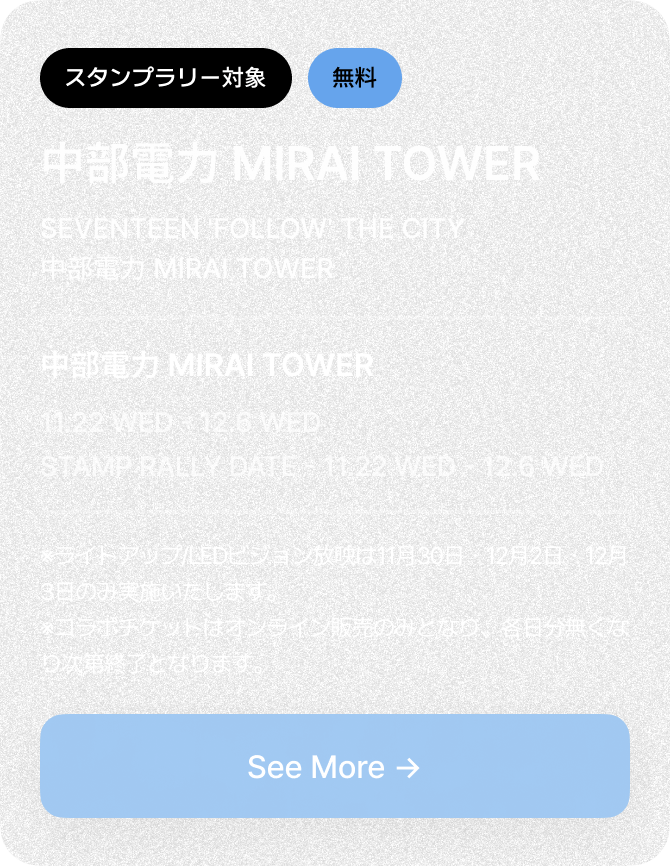 スタンプラリー対象 無料
中部電力 MIRAI TOWER
SEVENTEEN 'FOLLOW' THE CITY
中部電力 MIRAI TOWER
中部電力 MIRAI TOWER
11.22 WED - 12.6 WED
STAMP RALLY DATE - 11.22 WED - 12.6 WED
※ライトアップ/LEDビジョン放映は11月30日・12月2日・12月
3日のみ実施いたします。
※コラボチケットはオンライン販売のみとなり、各日分無くな
り次第終了となります。
See More →